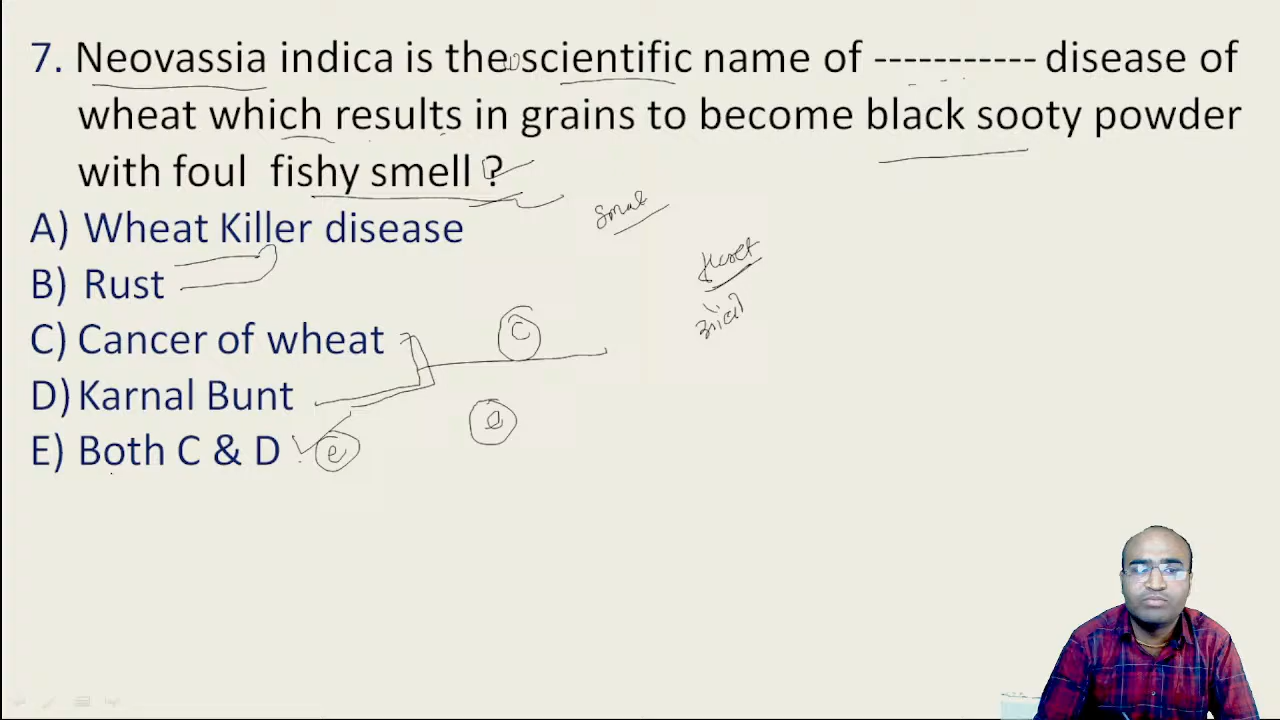 7. Neovassia indica is the scientific name of ----------- disease of
wheat which results in grains to become black sooty powder
with foul fishy smell ?
A) Wheat Killer disease
B) Rust
C) Cancer of wheat
D) Karnal Bunt
E) Both C & D
C
e
e